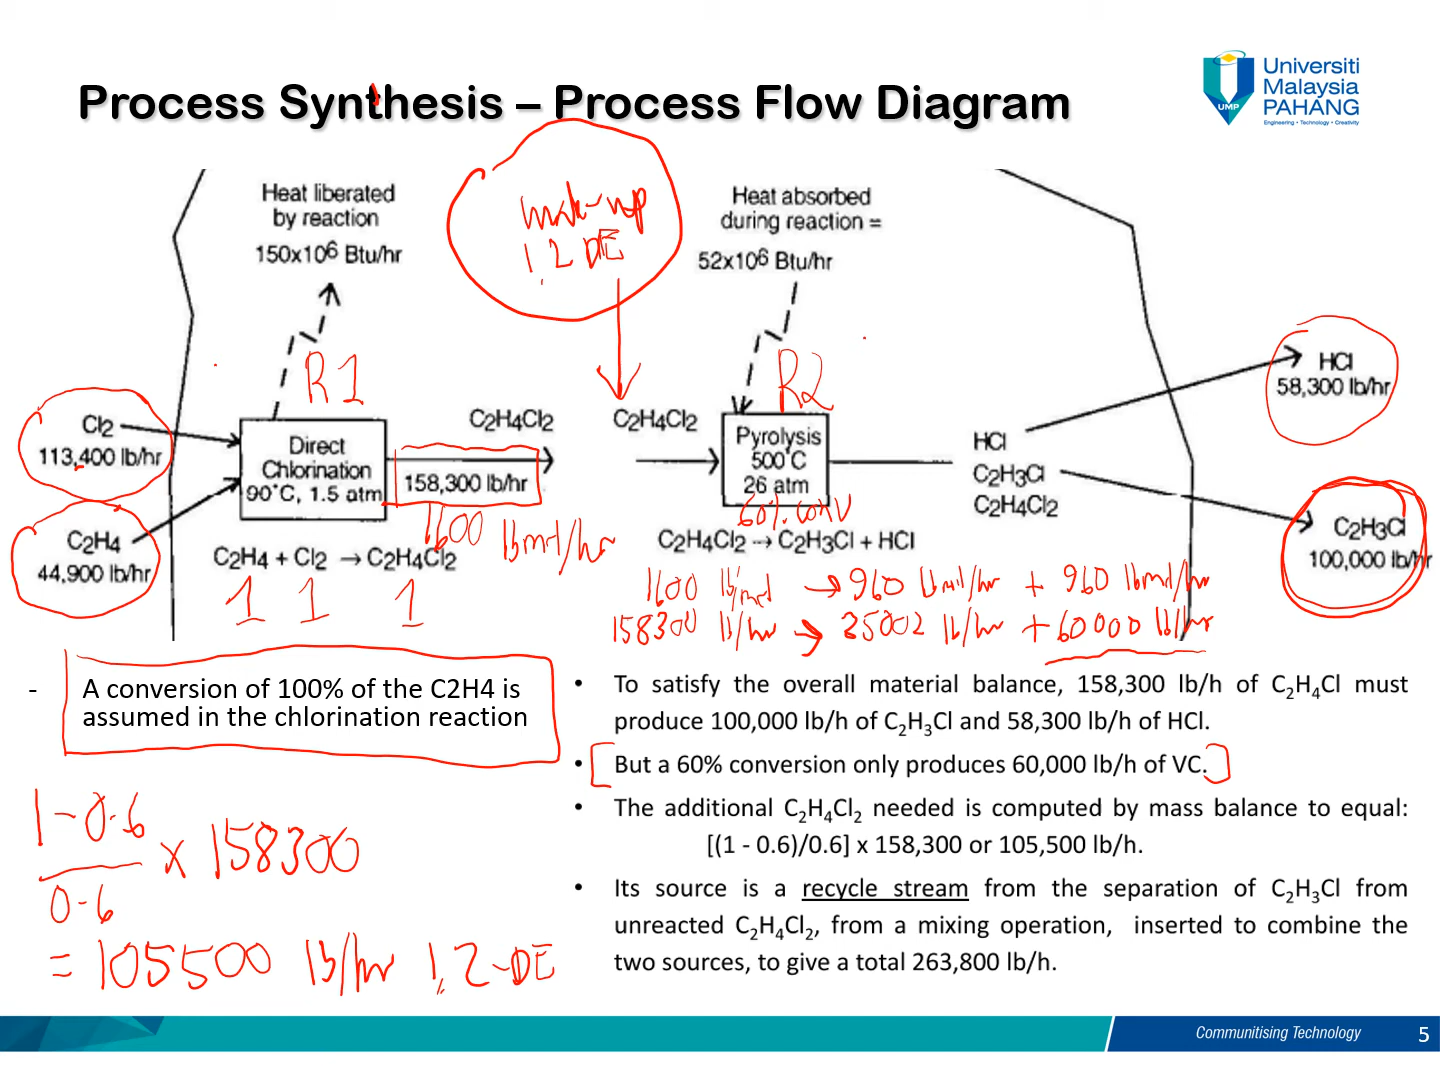 Process Synthesis – Process Flow Diagram
UMP
Universiti
Malaysia
PAHANG
Engineering • Technology • Creativity
Heat liberated
by reaction
150x10⁶ Btu/hr
make-up
1,2 DE
Heat absorbed
during reaction =
52x10⁶ Btu/hr
R1
R2
HCl
58,300 lb/hr
Cl2
113,400 lb/hr
Direct
Chlorination
90°C, 1.5 atm
C2H4Cl2
158,300 lb/hr
1600 lbmol/hr
C2H4Cl2
Pyrolysis
500°C
26 atm
60% conv
HCl
C2H3Cl
C2H4Cl2
C2H3Cl
100,000 lb/hr
C2H4
44,900 lb/hr
C2H4 + Cl2 → C2H4Cl2
1 1 1
C2H4Cl2 → C2H3Cl + HCl
1600 lb/mol → 960 lbmol/hr + 960 lbmol/hr
158300 lb/hr → 35002 lb/hr + 60000 lb/hr
- A conversion of 100% of the C2H4 is
assumed in the chlorination reaction
1-0.6
0.6
x 158300
= 105500 lb/hr 1,2-DE
• To satisfy the overall material balance, 158,300 lb/h of C₂H₄Cl must
produce 100,000 lb/h of C₂H₃Cl and 58,300 lb/h of HCl.
• But a 60% conversion only produces 60,000 lb/h of VC.
• The additional C₂H₄Cl₂ needed is computed by mass balance to equal:
[(1 - 0.6)/0.6] x 158,300 or 105,500 lb/h.
• Its source is a recycle stream from the separation of C₂H₃Cl from
unreacted C₂H₄Cl₂, from a mixing operation, inserted to combine the
two sources, to give a total 263,800 lb/h.
Communitising Technology
5